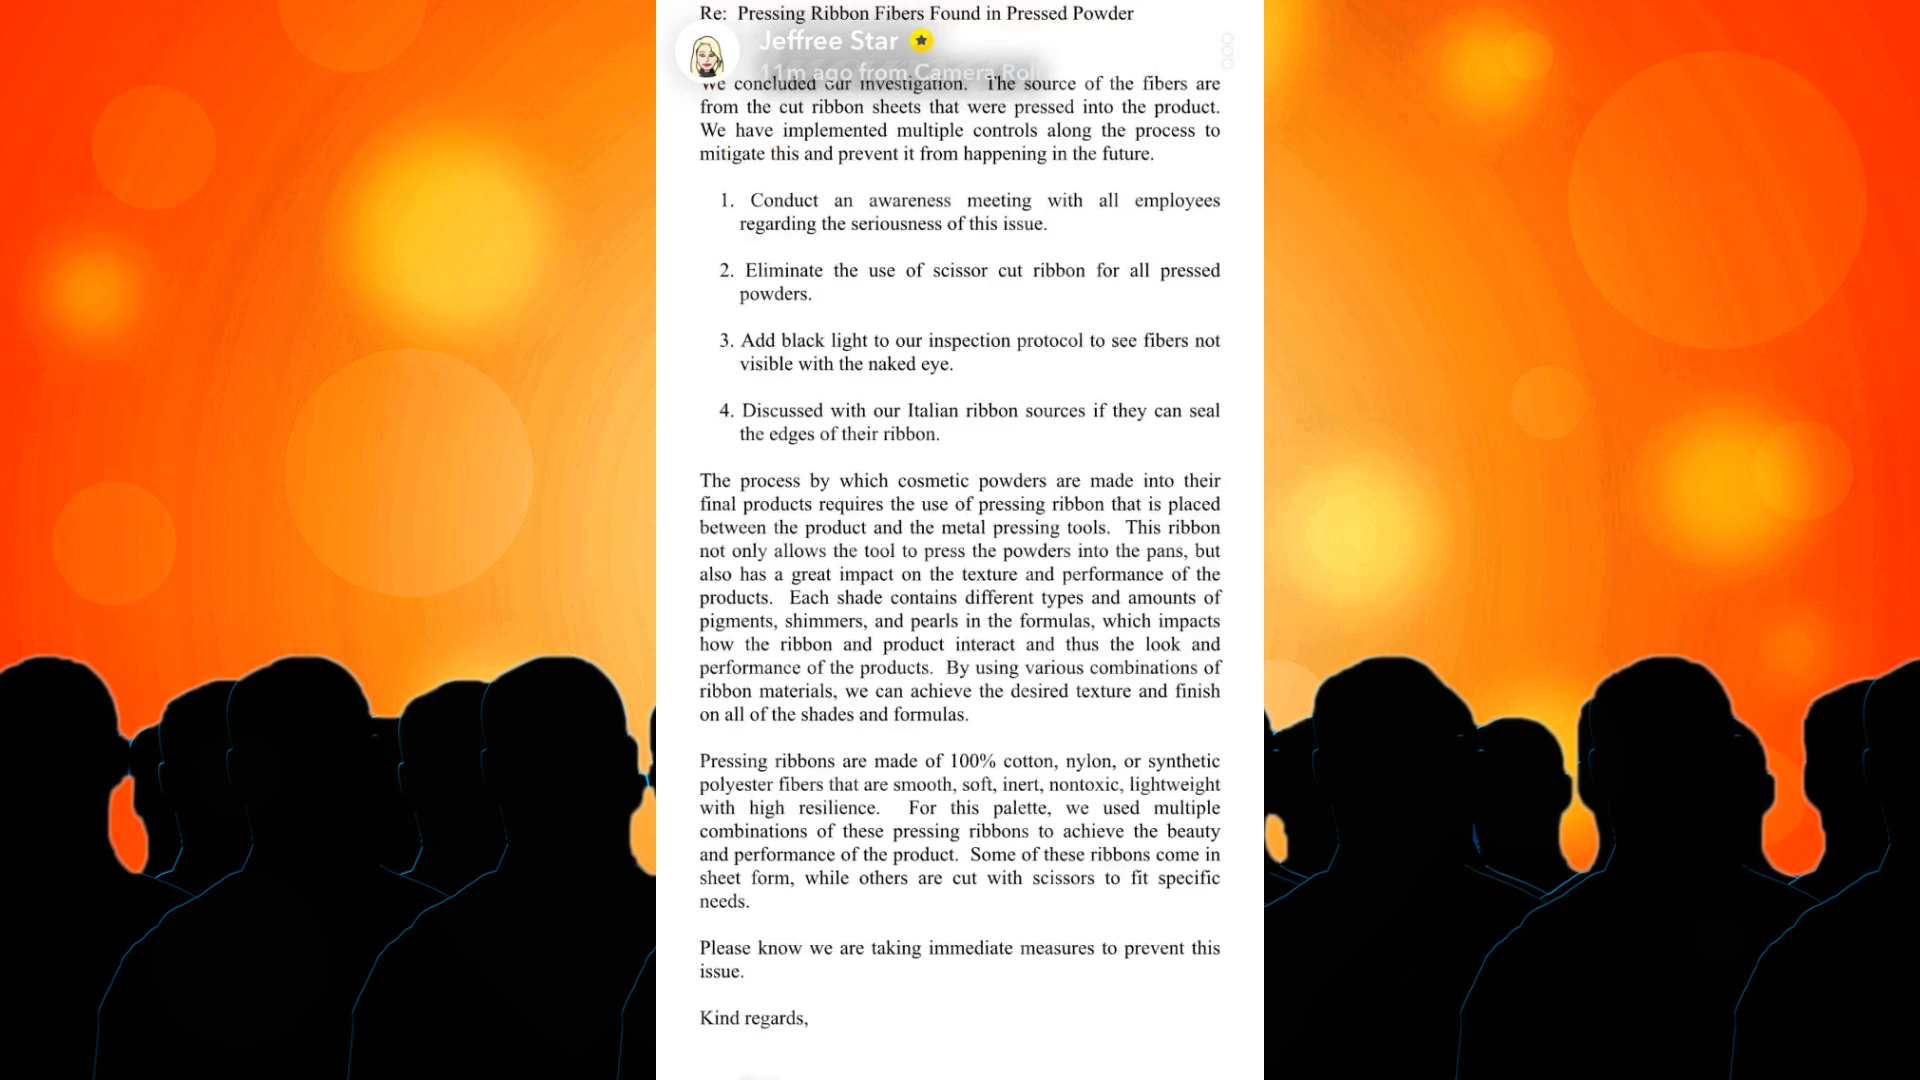 Re: Pressing Ribbon Fibers Found in Pressed Powder
Jeffree Star
11m ago from Camera Roll
We concluded our investigation. The source of the fibers are
from the cut ribbon sheets that were pressed into the product.
We have implemented multiple controls along the process to
mitigate this and prevent it from happening in the future.
1. Conduct an awareness meeting with all employees
regarding the seriousness of this issue.
2. Eliminate the use of scissor cut ribbon for all pressed
powders.
3. Add black light to our inspection protocol to see fibers not
visible with the naked eye.
4. Discussed with our Italian ribbon sources if they can seal
the edges of their ribbon.
The process by which cosmetic powders are made into their
final products requires the use of pressing ribbon that is placed
between the product and the metal pressing tools. This ribbon
not only allows the tool to press the powders into the pans, but
also has a great impact on the texture and performance of the
products. Each shade contains different types and amounts of
pigments, shimmers, and pearls in the formulas, which impacts
how the ribbon and product interact and thus the look and
performance of the products. By using various combinations of
ribbon materials, we can achieve the desired texture and finish
on all of the shades and formulas.
Pressing ribbons are made of 100% cotton, nylon, or synthetic
polyester fibers that are smooth, soft, inert, nontoxic, lightweight
with high resilience. For this palette, we used multiple
combinations of these pressing ribbons to achieve the beauty
and performance of the product. Some of these ribbons come in
sheet form, while others are cut with scissors to fit specific
needs.
Please know we are taking immediate measures to prevent this
issue.
Kind regards,